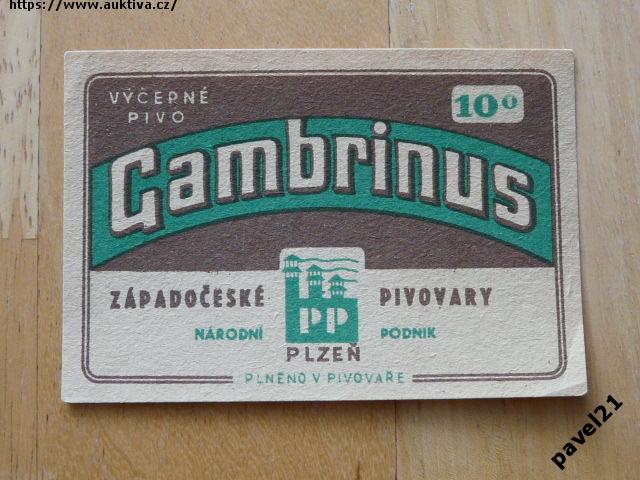 https://www.auktiva.cz/
VÝČEPNÉ
PIVO
10°
Gambrinus
ZÁPADOČESKÉ PIVOVARY
PP
NÁRODNÍ PODNIK
PLZEŇ
PLNĚNO V PIVOVAŘE
pavel21